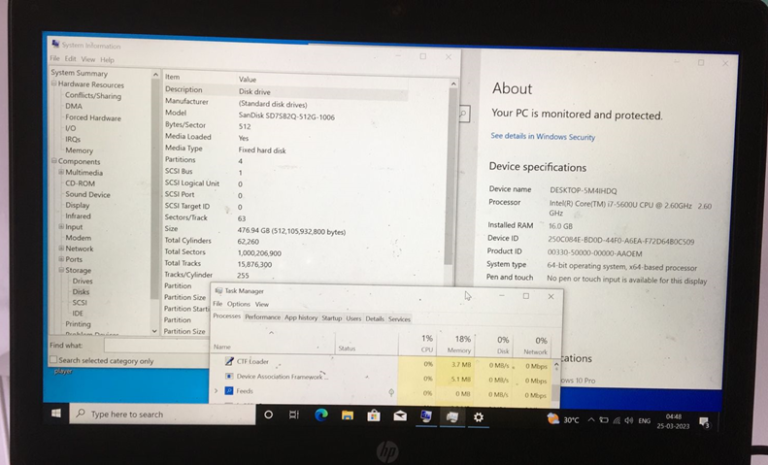 System Information
File Edit View Help
System Summary
Hardware Resources
Conflicts/Sharing
DMA
Forced Hardware
I/O
IRQs
Memory
Components
Multimedia
CD-ROM
Sound Device
Display
Infrared
Input
Modem
Network
Ports
Storage
Drives
Disks
SCSI
IDE
Printing
Problem Devices
Item Value
Description Disk drive
Manufacturer (Standard disk drives)
Model SanDisk SD7SB2Q-512G-1006
Bytes/Sector 512
Media Loaded Yes
Media Type Fixed hard disk
Partitions 4
SCSI Bus 1
SCSI Logical Unit 0
SCSI Port 0
SCSI Target ID 0
Sectors/Track 63
Size 476.94 GB (512,105,932,800 bytes)
Total Cylinders 62,260
Total Sectors 1,000,206,900
Total Tracks 15,876,300
Tracks/Cylinder 255
Partition
Partition Size
Partition Starti
Partition
Partition Size
Find what:
Search selected category only
player
About
Your PC is monitored and protected.
See details in Windows Security
Device specifications
Device name DESKTOP-5M4IHDQ
Processor Intel(R) Core(TM) i7-5600U CPU @ 2.60GHz 2.60
GHz
Installed RAM 16.0 GB
Device ID 250C084E-BD0D-44F0-A6EA-F72D64B0C509
Product ID 00330-50000-00000-AAOEM
System type 64-bit operating system, x64-based processor
Pen and touch No pen or touch input is available for this display
cations
ows 10 Pro
Task Manager
File Options View
Processes Performance App history Startup Users Details Services
1% 18% 0% 0%
Name Status CPU Memory Disk Network
CTF Loader 0% 3.7 MB 0 MB/s 0 Mbps
Device Association Framework... 0% 5.1 MB 0 MB/s 0 Mbps
Feeds 0% 0 MB 0 MB/s 0 Mbps
Type here to search
30°C ENG 04:48
25-03-2023
3
hp